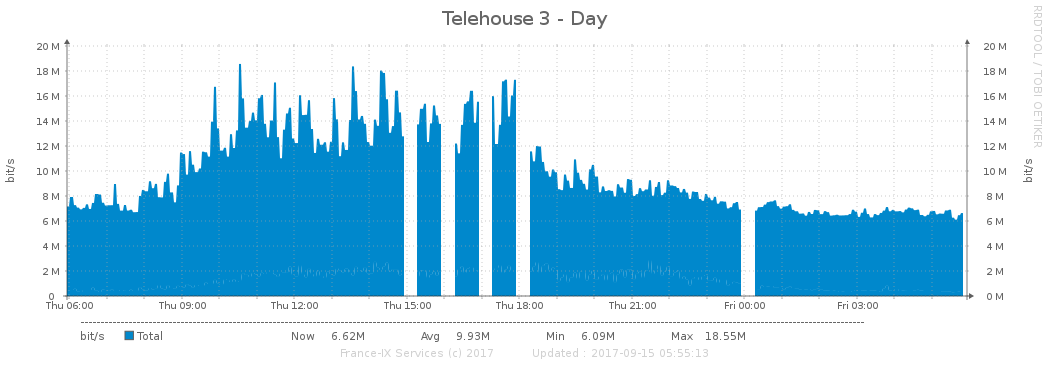 Telehouse 3 - Day
RRDTOOL / TOBI OETIKER
bit/s
bit/s
20 M 20 M
18 M 18 M
16 M 16 M
14 M 14 M
12 M 12 M
10 M 10 M
8 M 8 M
6 M 6 M
4 M 4 M
2 M 2 M
0 0 M
Thu 06:00 Thu 09:00 Thu 12:00 Thu 15:00 Thu 18:00 Thu 21:00 Fri 00:00 Fri 03:00
bit/s Total Now 6.62M Avg 9.93M Min 6.09M Max 18.55M
France-IX Services (c) 2017 Updated : 2017-09-15 05:55:13